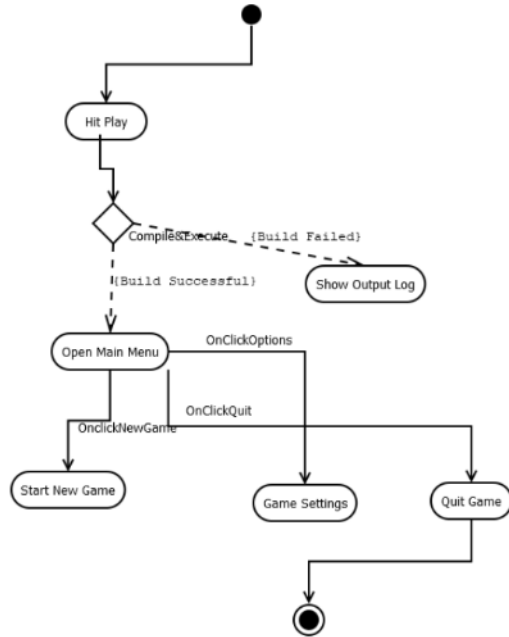 Hit Play
Compile&Execute
{Build Failed}
{Build Successful}
Show Output Log
Open Main Menu
OnClickOptions
OnClickQuit
OnclickNewGame
Start New Game
Game Settings
Quit Game